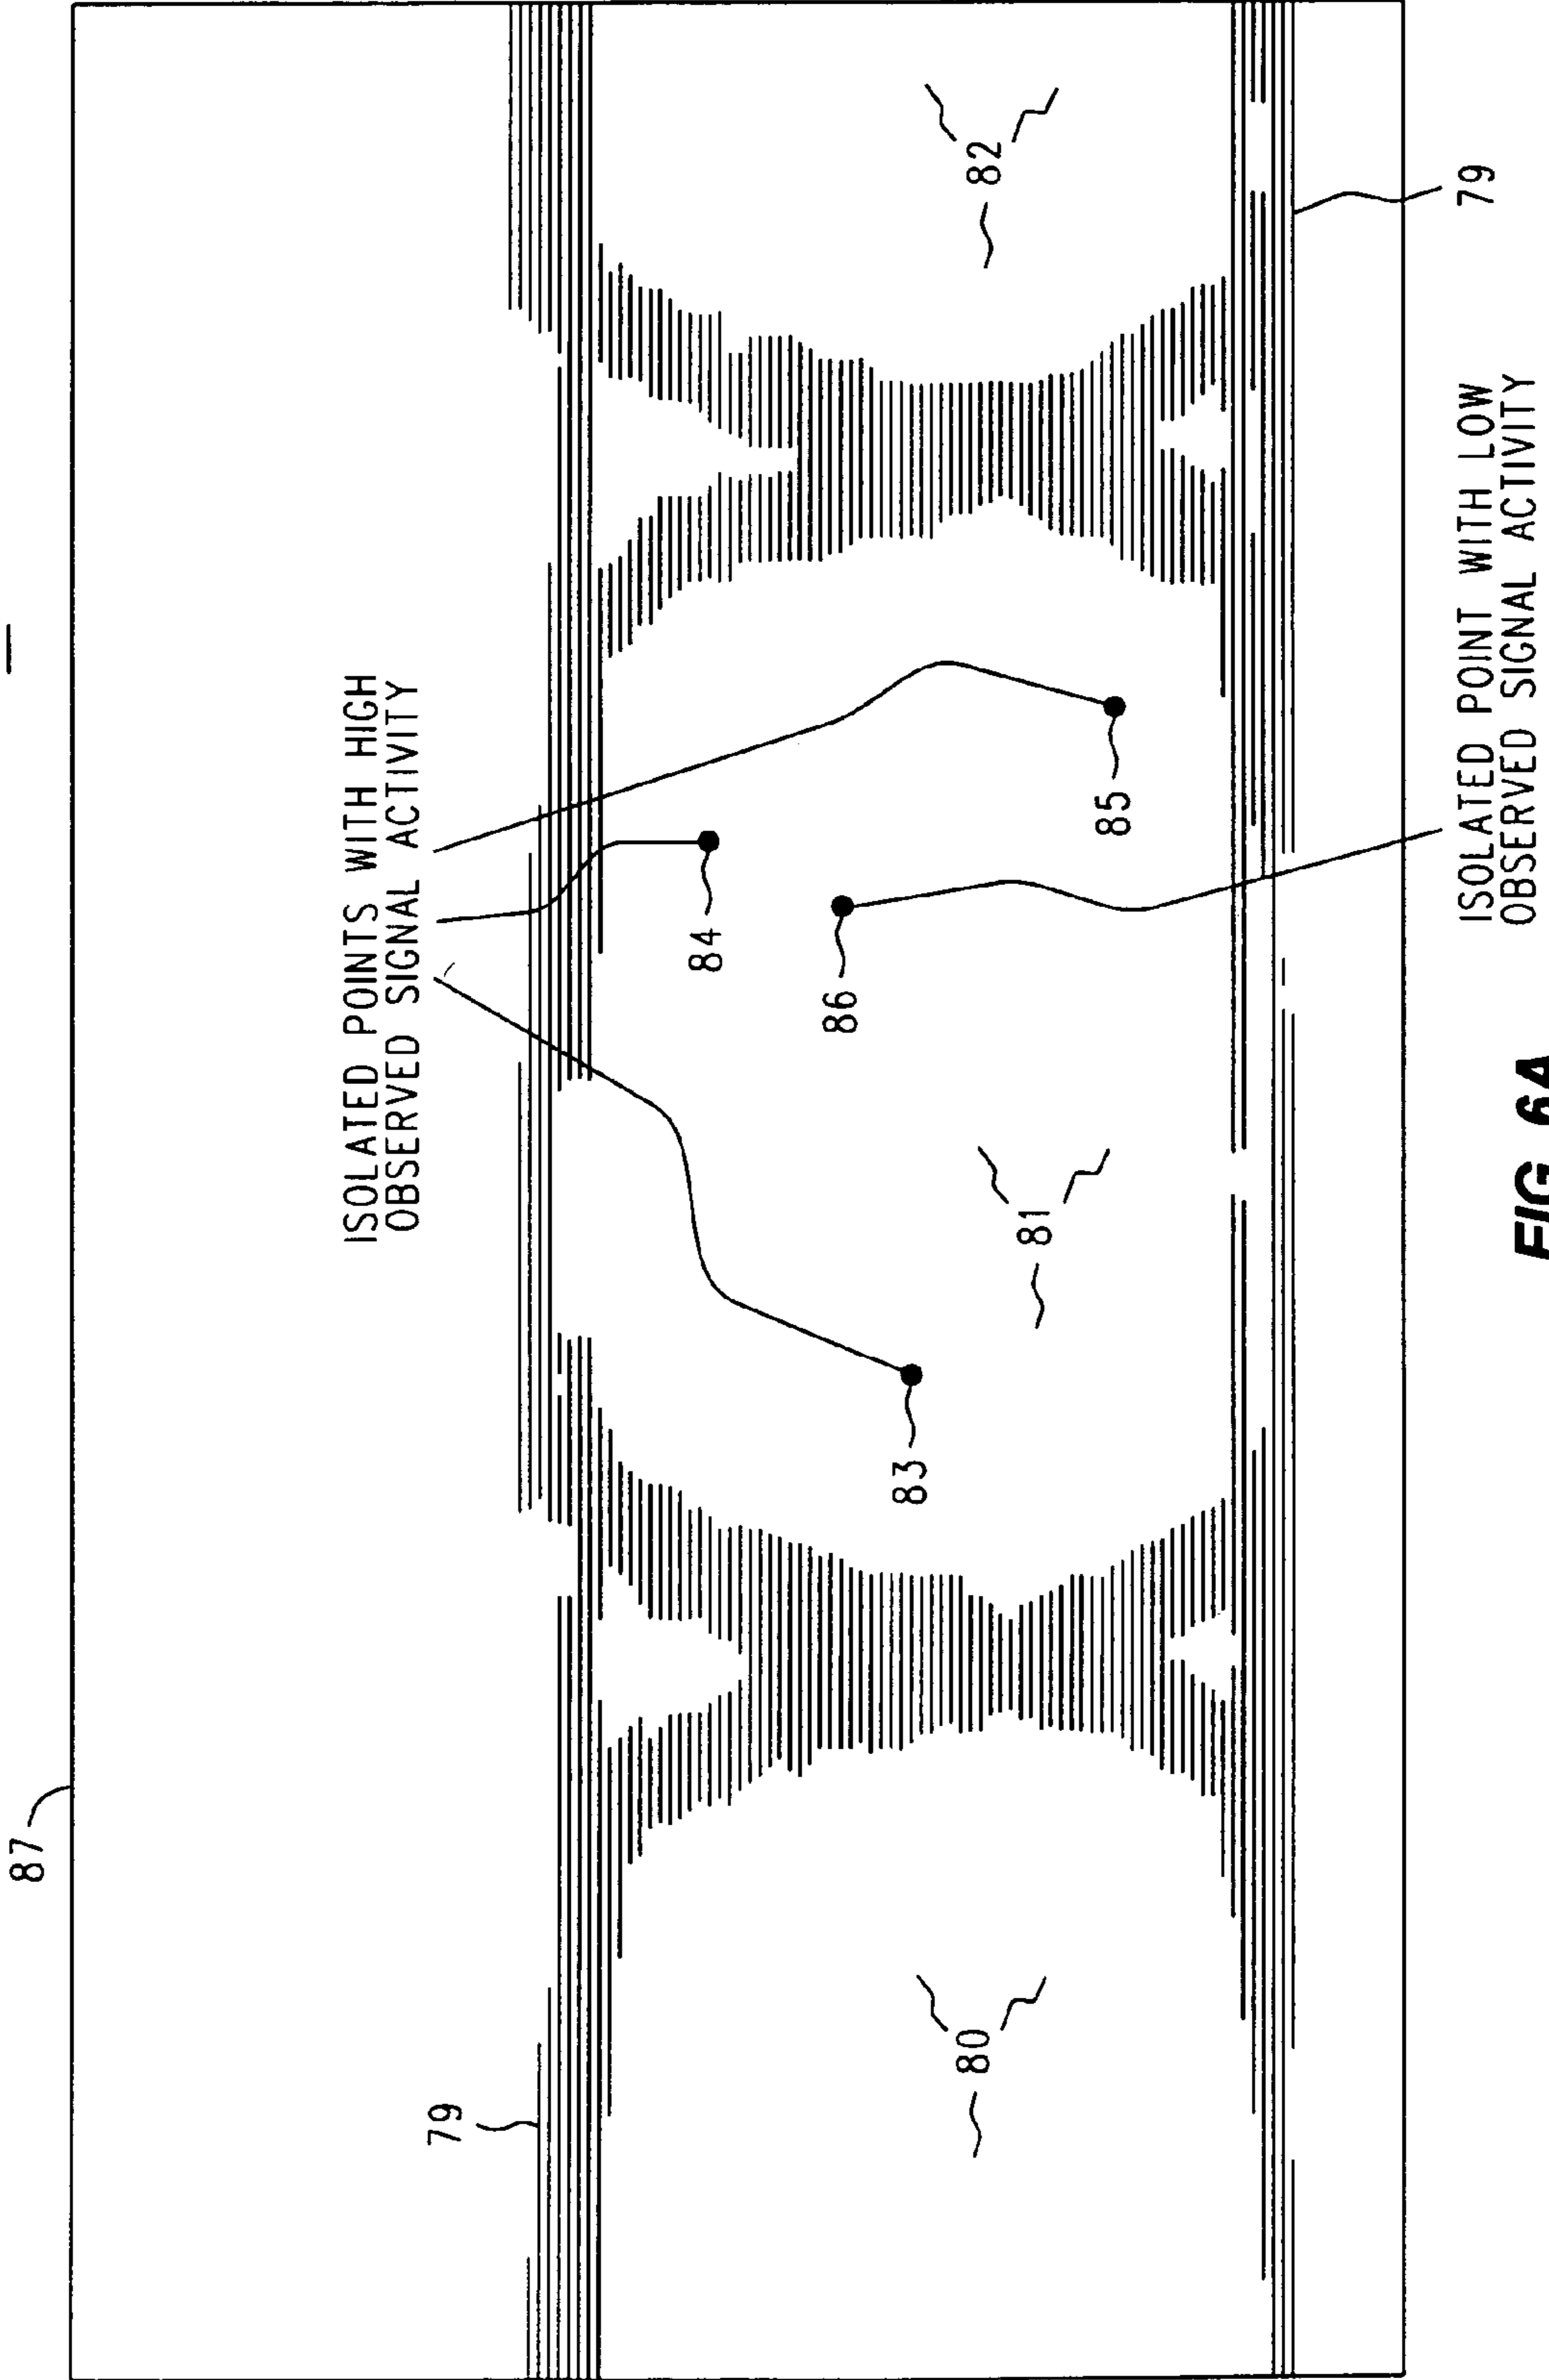 87
ISOLATED POINTS WITH HIGH
OBSERVED SIGNAL ACTIVITY
79
84
86
83
80
82
81
85
ISOLATED POINT WITH LOW
OBSERVED SIGNAL ACTIVITY
79
FIG. 6A